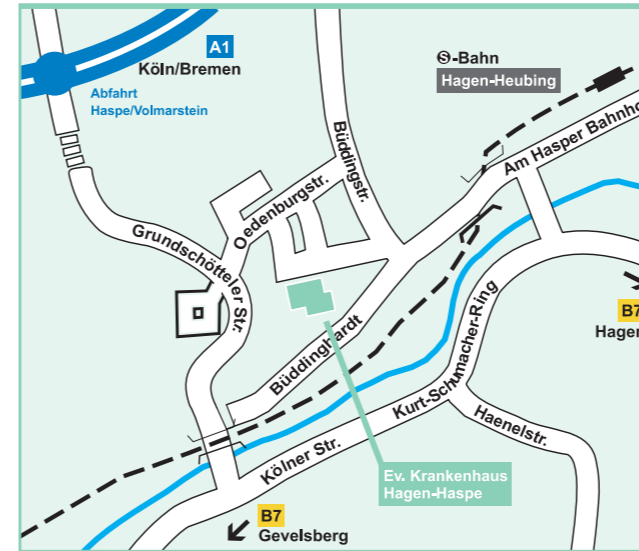 A1
Köln/Bremen
Abfahrt
Haspe/Volmarstein
Ⓢ-Bahn
Hagen-Heubing
Büddingstr.
Am Hasper Bahnho
Oedenburgstr.
Grundschötteler Str.
B7
Hagen
Büddinghardt
Kurt-Schumacher-Ring
Haenelstr.
Kölner Str.
Ev. Krankenhaus
Hagen-Haspe
B7
Gevelsberg